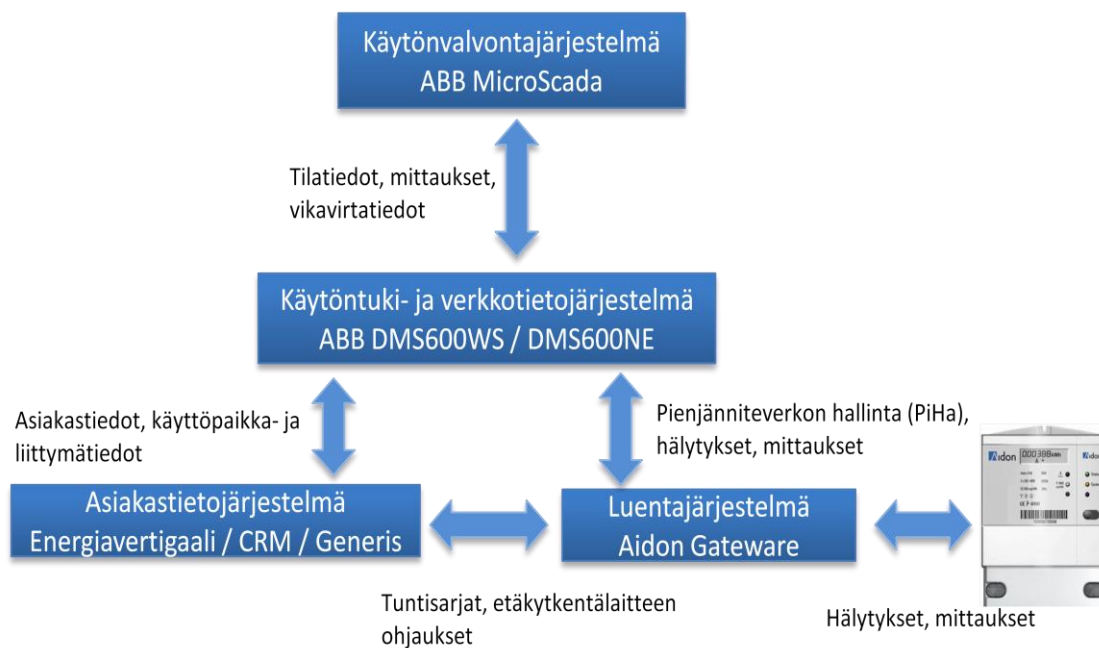 Käytönvalvontajärjestelmä
ABB MicroScada
Tilatiedot, mittaukset,
vikavirtatiedot
Käytöntuki- ja verkkotietojärjestelmä
ABB DMS600WS / DMS600NE
Asiakastiedot, käyttöpaikka- ja
liittymätiedot
Pienjänniteverkon hallinta (PiHa),
hälytykset, mittaukset
Asiakastietojärjestelmä
Energiavertigaali / CRM / Generis
Luentajärjestelmä
Aidon Gateware
Aidon
Tuntisarjat, etäkytkentälaitteen
ohjaukset
Hälytykset, mittaukset